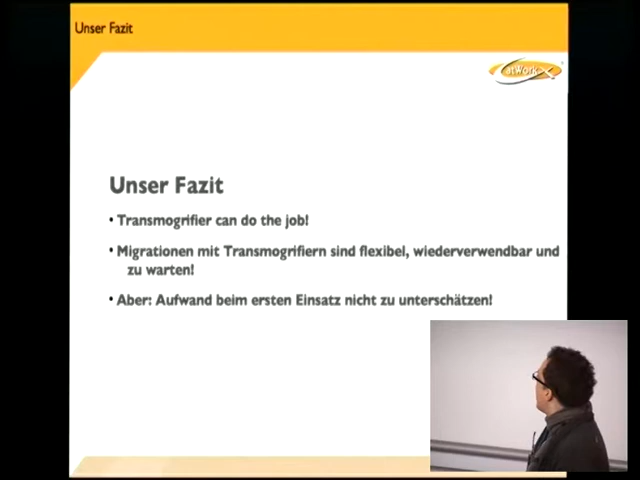 Unser Fazit
atWork
Unser Fazit
• Transmogrifier can do the job!
• Migrationen mit Transmogrifiern sind flexibel, wiederverwendbar und
zu warten!
• Aber: Aufwand beim ersten Einsatz nicht zu unterschätzen!